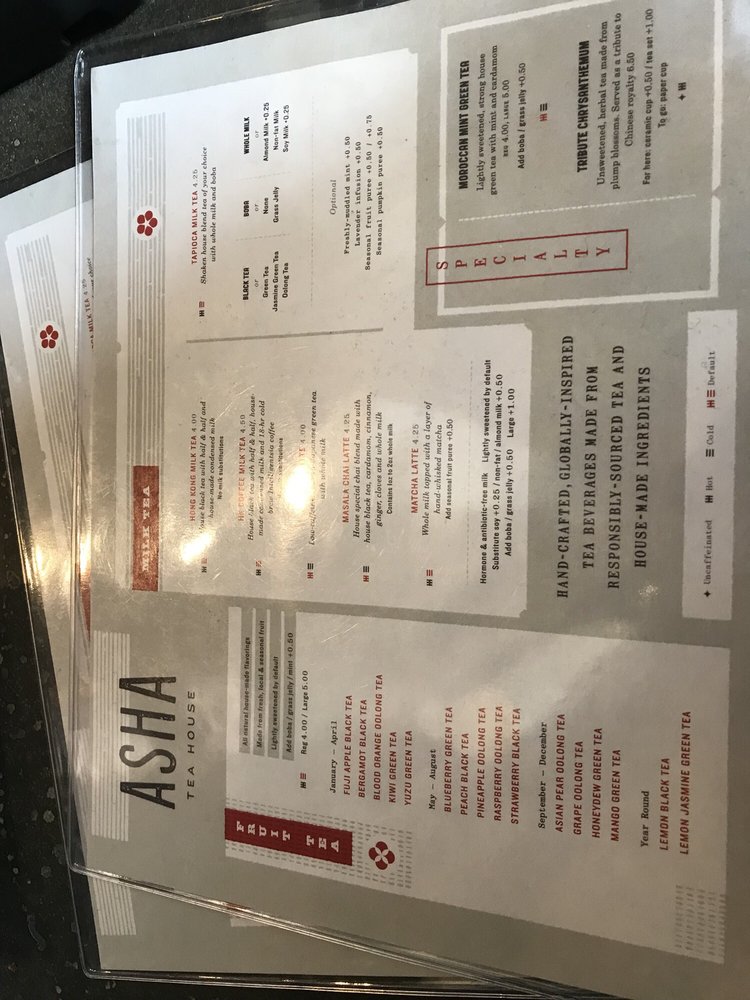 ASHA
TEA HOUSE
FRUIT TEA
All natural house-made flavorings
Made from fresh, local & seasonal fruit
Lightly sweetened by default
Add boba / grass jelly / mint +0.50
Reg 4.00 / Large 5.00
January – April
FUJI APPLE BLACK TEA
BERGAMOT BLACK TEA
BLOOD ORANGE OOLONG TEA
KIWI GREEN TEA
YUZU GREEN TEA
May – August
BLUEBERRY GREEN TEA
PEACH BLACK TEA
PINEAPPLE OOLONG TEA
RASPBERRY OOLONG TEA
STRAWBERRY BLACK TEA
September – December
ASIAN PEAR OOLONG TEA
GRAPE OOLONG TEA
HONEYDEW GREEN TEA
MANGO GREEN TEA
Year Round
LEMON BLACK TEA
LEMON JASMINE GREEN TEA
MILK TEA
HONG KONG MILK TEA 4.00
House black tea with half & half and
house-made condensed milk
No milk substitutions
COFFEE MILK TEA 4.50
House black tea with half & half, house-
made condensed milk and 18-hr cold
brew Intelligentsia coffee
green tea
with whole milk
MASALA CHAI LATTE 4.25
House special chai blend made with
house black tea, cardamom, cinnamon,
ginger, cloves and whole milk
Contains 1oz to 2oz whole milk
MATCHA LATTE 4.25
Whole milk topped with a layer of
hand-whisked matcha
Add seasonal fruit puree +0.50
Hormone & antibiotic-free milk Lightly sweetened by default
Substitute soy +0.25 / non-fat / almond milk +0.50
Add boba / grass jelly +0.50 Large +1.00
TAPIOCA MILK TEA 4.25
Shaken house blend tea of your choice
with whole milk and boba
BLACK TEA
or
Green Tea
Jasmine Green Tea
Oolong Tea
BOBA
or
None
Grass Jelly
WHOLE MILK
or
Almond Milk +0.25
Non-fat Milk
Soy Milk +0.25
Optional
Freshly-muddled mint +0.50
Lavender infusion +0.50
Seasonal fruit puree +0.50 / +0.75
Seasonal pumpkin puree +0.50
SPECIALTY
MOROCCAN MINT GREEN TEA
Lightly sweetened, strong house
green tea with mint and cardamom
REG 4.00, LARGE 5.00
Add boba / grass jelly +0.50
TRIBUTE CHRYSANTHEMUM
Unsweetened, herbal tea made from
plump blossoms. Served as a tribute to
Chinese royalty 6.50
For here: ceramic cup +0.50 / tea set +1.00
To go: paper cup
HAND-CRAFTED, GLOBALLY-INSPIRED
TEA BEVERAGES MADE FROM
RESPONSIBLY-SOURCED TEA AND
HOUSE-MADE INGREDIENTS
Uncaffeinated Hot Cold Default